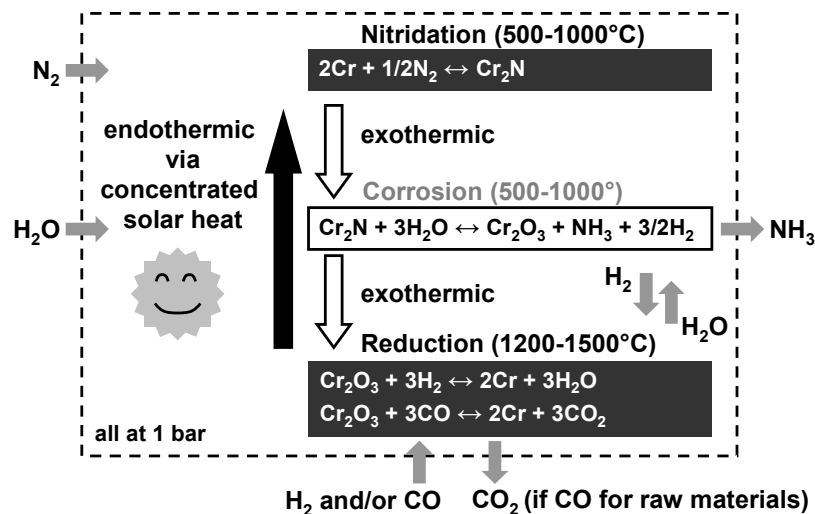 Nitridation (500-1000°C)
N₂
2Cr + 1/2N₂ ↔ Cr₂N
endothermic
via
concentrated
solar heat
exothermic
Corrosion (500-1000°)
H₂O
Cr₂N + 3H₂O ↔ Cr₂O₃ + NH₃ + 3/2H₂
NH₃
exothermic
H₂
H₂O
Reduction (1200-1500°C)
Cr₂O₃ + 3H₂ ↔ 2Cr + 3H₂O
Cr₂O₃ + 3CO ↔ 2Cr + 3CO₂
all at 1 bar
H₂ and/or CO
CO₂ (if CO for raw materials)